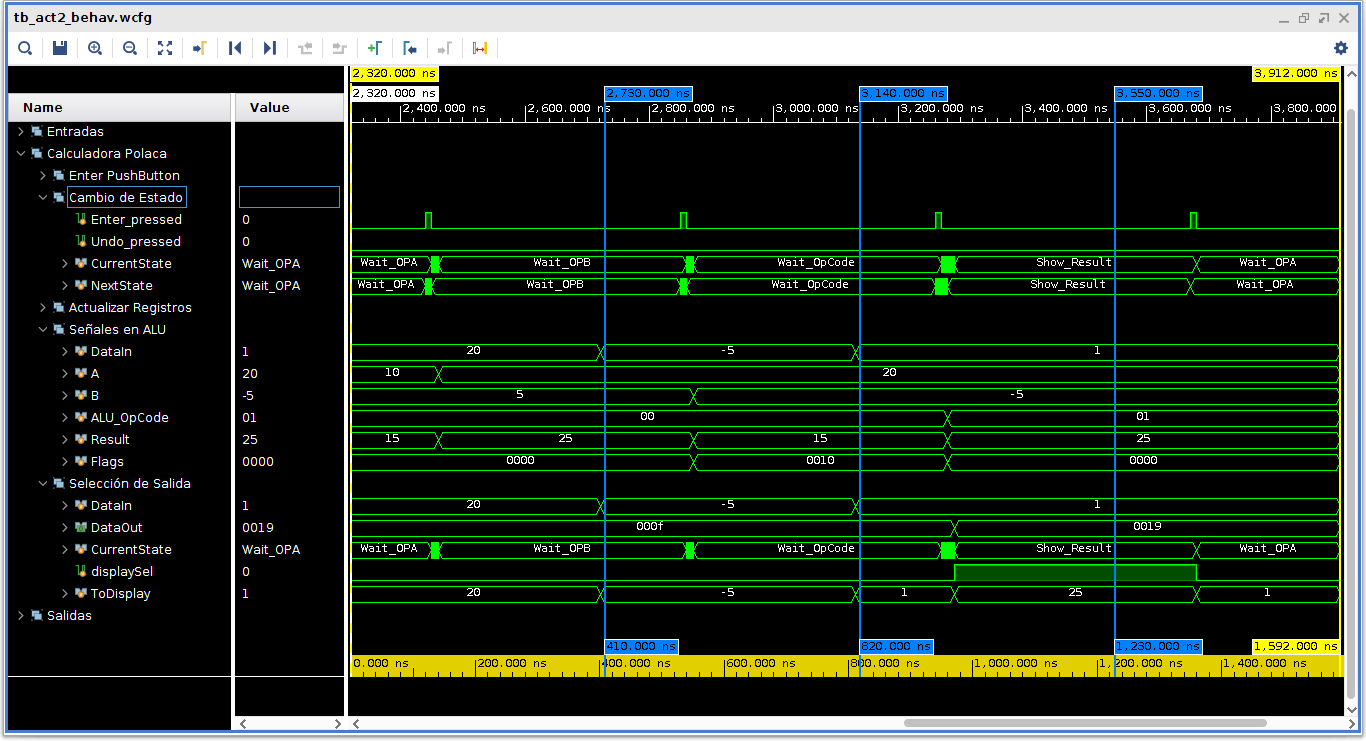 tb_act2_behav.wcfg
2,320.000 ns 3,912.000 ns
2,320.000 ns 2,730.000 ns 3,140.000 ns 3,550.000 ns
Name Value 2,400.000 ns 2,600.000 ns 2,800.000 ns 3,000.000 ns 3,200.000 ns 3,400.000 ns 3,600.000 ns 3,800.000
Entradas
Calculadora Polaca
Enter PushButton
Cambio de Estado
Enter_pressed 0
Undo_pressed 0
CurrentState Wait_OPA Wait_OPA Wait_OPB Wait_OpCode Show_Result Wait_OPA
NextState Wait_OPA Wait_OPA Wait_OPB Wait_OpCode Show_Result Wait_OPA
Actualizar Registros
Señales en ALU
DataIn 1 20 -5 1
A 20 10 20
B -5 5 -5
ALU_OpCode 01 00 01
Result 25 15 25 15 25
Flags 0000 0000 0010 0000
Selección de Salida
DataIn 1 20 -5 1
DataOut 0019 000f 0019
CurrentState Wait_OPA Wait_OPA Wait_OPB Wait_OpCode Show_Result Wait_OPA
displaySel 0
ToDisplay 1 20 -5 1 25 1
Salidas
410.000 ns 820.000 ns 1,230.000 ns 1,592.000 ns
0.000 ns 200.000 ns 400.000 ns 600.000 ns 800.000 ns 1,000.000 ns 1,200.000 ns 1,400.000 ns